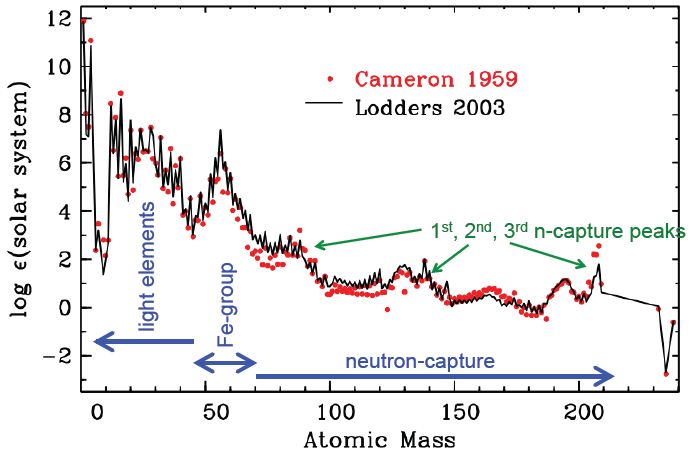 12
10
8
6
4
2
0
−2
log ϵ(solar system)
Cameron 1959
Lodders 2003
1st, 2nd, 3rd n-capture peaks
light elements
Fe-group
neutron-capture
0 50 100 150 200
Atomic Mass